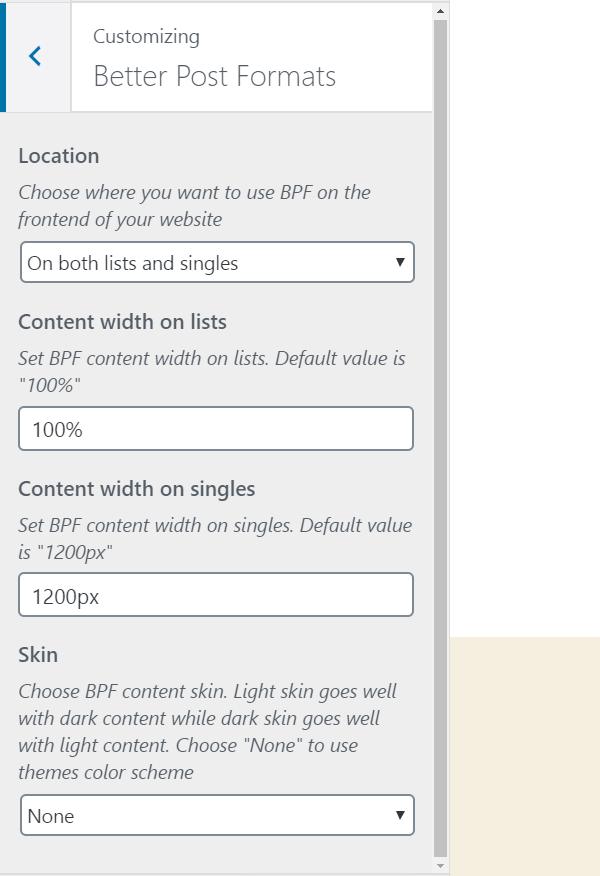 Customizing
Better Post Formats
Location
Choose where you want to use BPF on the
frontend of your website
On both lists and singles
Content width on lists
Set BPF content width on lists. Default value is
"100%"
100%
Content width on singles
Set BPF content width on singles. Default value
is "1200px"
1200px
Skin
Choose BPF content skin. Light skin goes well
with dark content while dark skin goes well
with light content. Choose "None" to use
themes color scheme
None